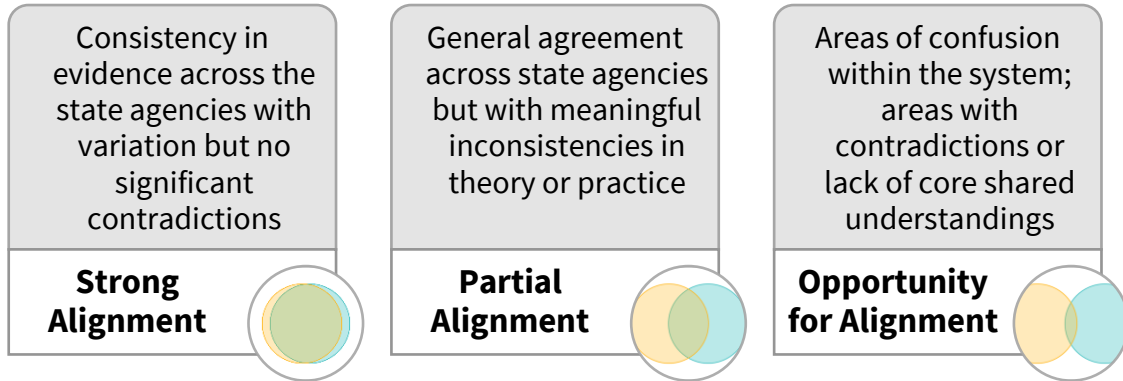 Consistency in
evidence across the
state agencies with
variation but no
significant
contradictions
Strong
Alignment
General agreement
across state agencies
but with meaningful
inconsistencies in
theory or practice
Partial
Alignment
Areas of confusion
within the system;
areas with
contradictions or
lack of core shared
understandings
Opportunity
for Alignment